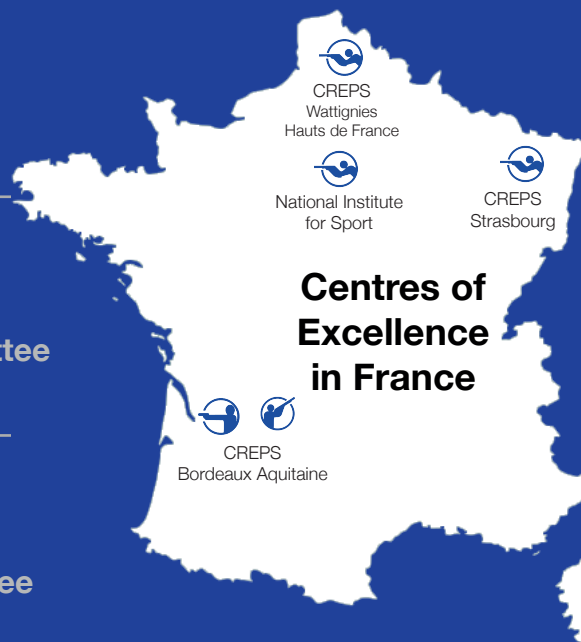 CREPS
Wattignies
Hauts de France
National Institute
for Sport
CREPS
Strasbourg
Centres of
Excellence
in France
CREPS
Bordeaux Aquitaine